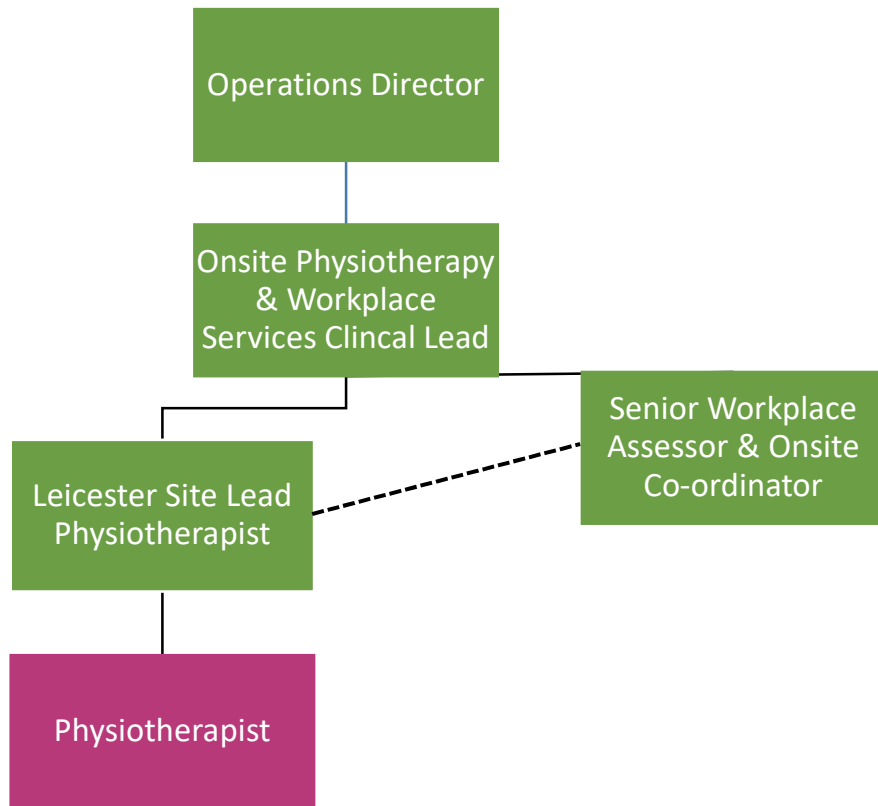 Operations Director
Onsite Physiotherapy
& Workplace
Services Clincal Lead
Senior Workplace
Assessor & Onsite
Co-ordinator
Leicester Site Lead
Physiotherapist
Physiotherapist